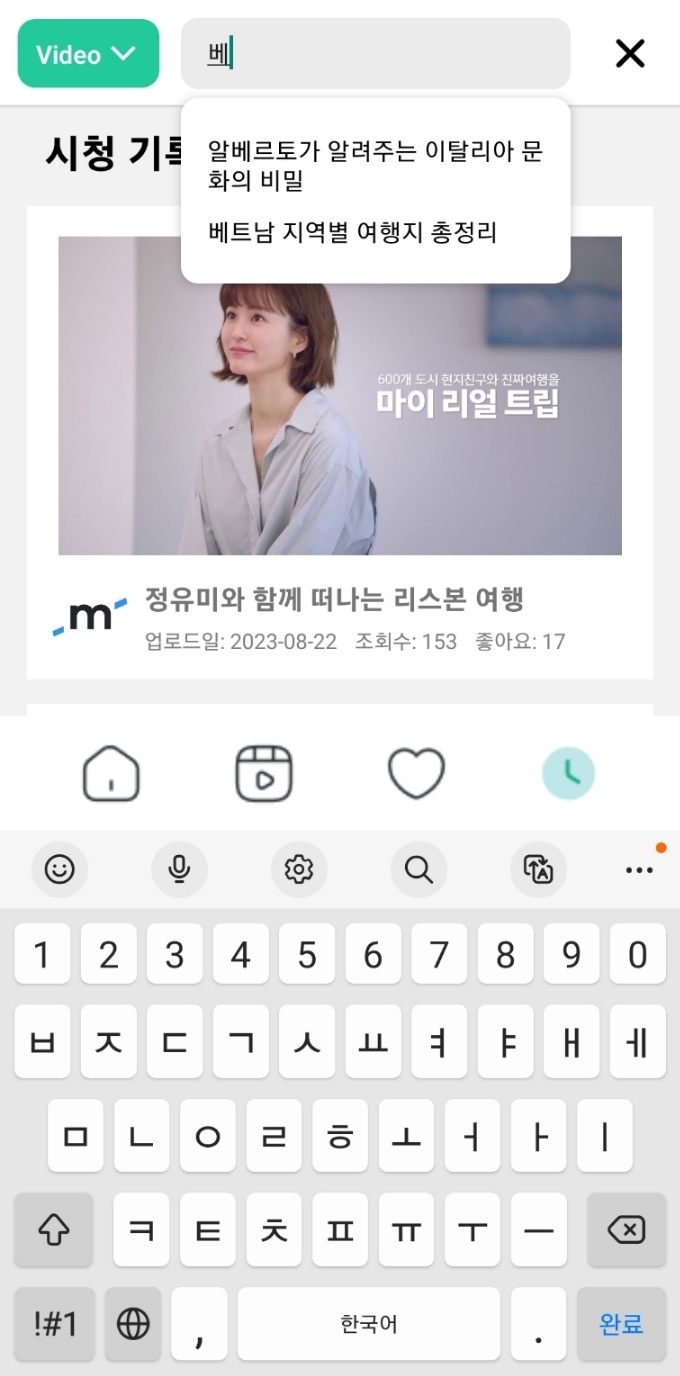 Video
베
알베르토가 알려주는 이탈리아 문
화의 비밀
베트남 지역별 여행지 총정리
시청 기록
600개 도시 현지친구와 진짜여행을
마이 리얼 트립
m
정유미와 함께 떠나는 리스본 여행
업로드일: 2023-08-22 조회수: 153 좋아요: 17
1 2 3 4 5 6 7 8 9 0
ㅂ ㅈ ㄷ ㄱ ㅅ ㅛ ㅕ ㅑ ㅐ ㅔ
ㅁ ㄴ ㅇ ㄹ ㅎ ㅗ ㅓ ㅏ ㅣ
ㅋ ㅌ ㅊ ㅍ ㅠ ㅜ ㅡ
!#1 , 한국어 . 완료